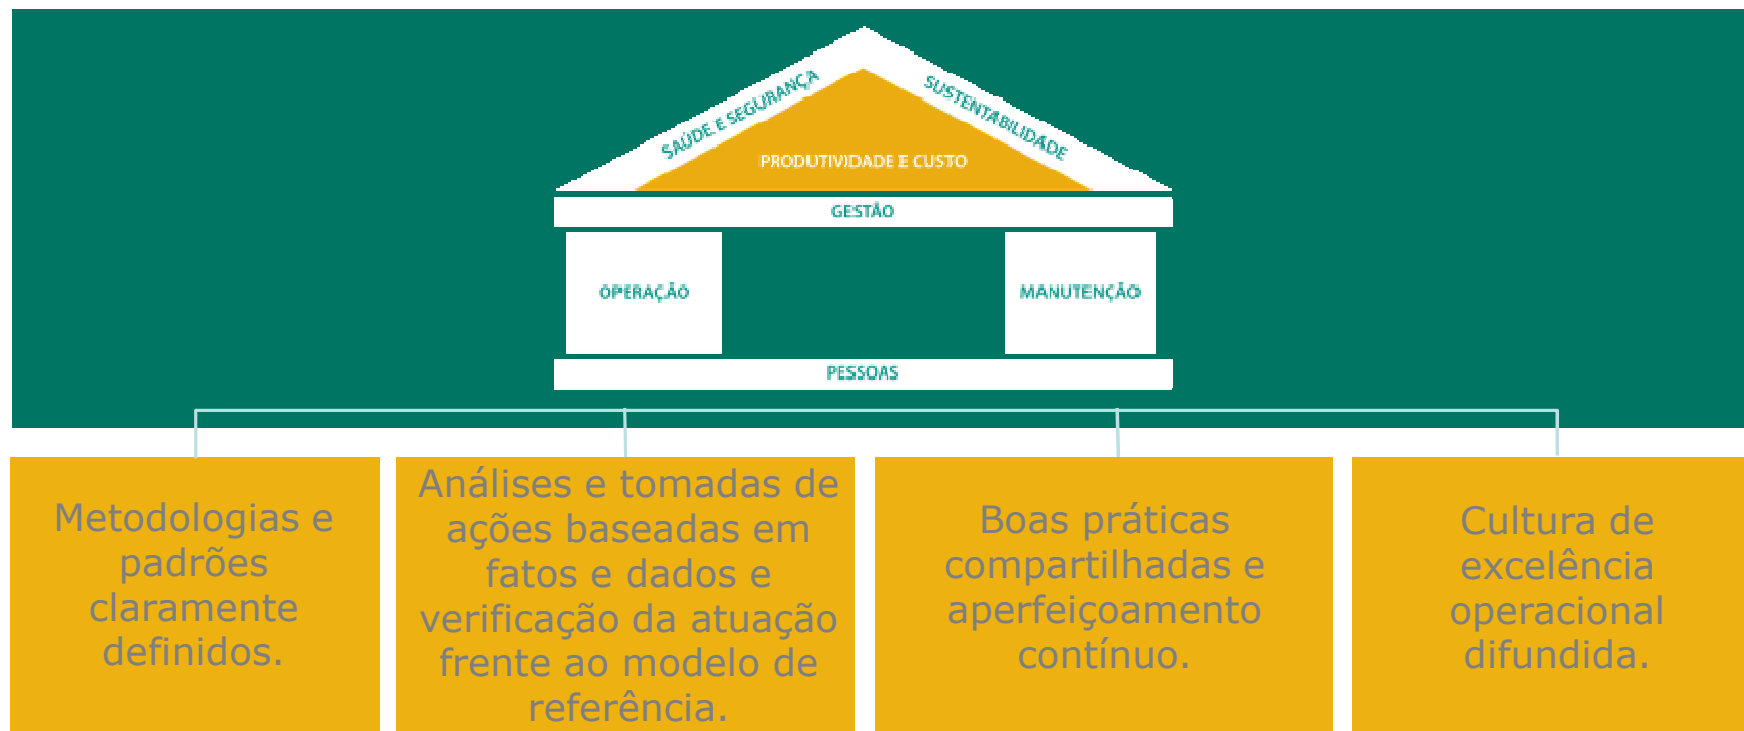 SAÚDE E SEGURANÇA
SUSTENTABILIDADE
PRODUTIVIDADE E CUSTO
GESTÃO
OPERAÇÃO
MANUTENÇÃO
PESSOAS
Metodologias e
padrões
claramente
definidos.
Análises e tomadas de
ações baseadas em
fatos e dados e
verificação da atuação
frente ao modelo de
referência.
Boas práticas
compartilhadas e
aperfeiçoamento
contínuo.
Cultura de
excelência
operacional
difundida.